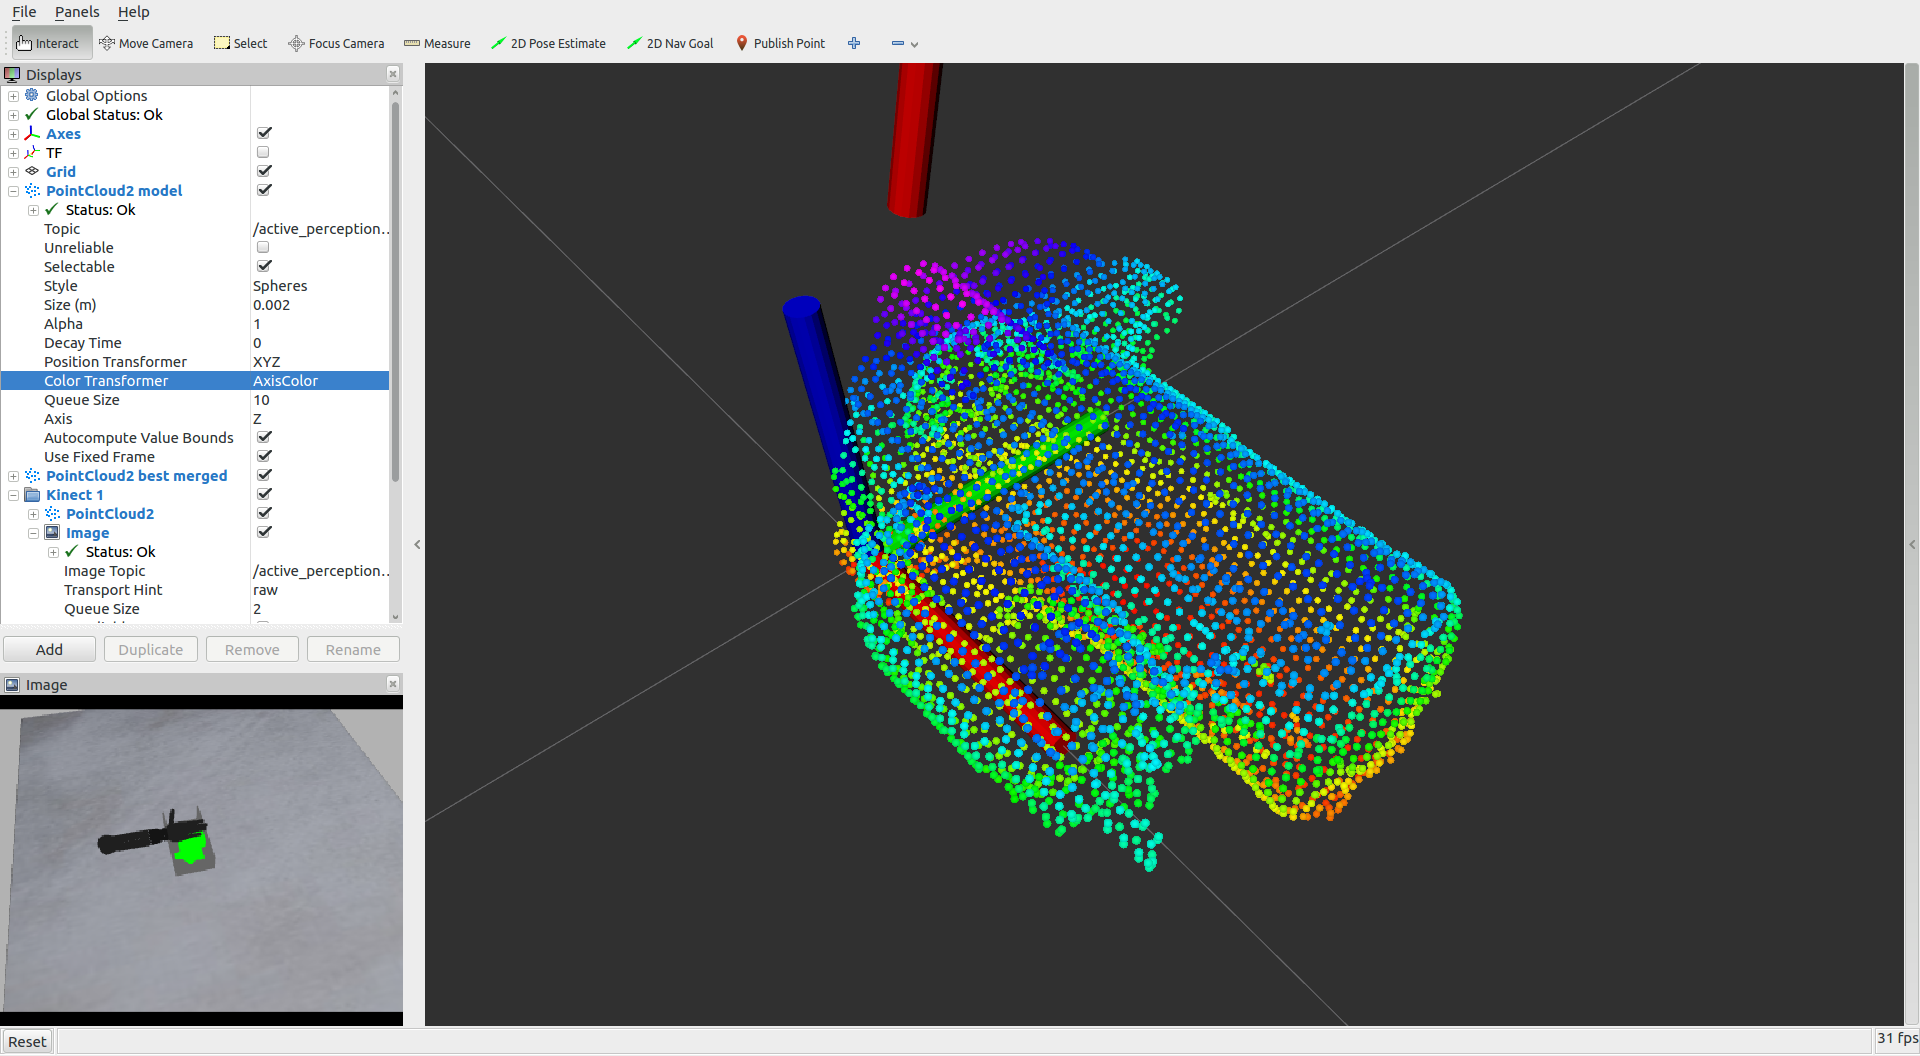 File Panels Help
Interact Move Camera Select Focus Camera Measure 2D Pose Estimate 2D Nav Goal Publish Point
Displays
Global Options
Global Status: Ok
Axes
TF
Grid
PointCloud2 model
Status: Ok
Topic /active_perception...
Unreliable
Selectable
Style Spheres
Size (m) 0.002
Alpha 1
Decay Time 0
Position Transformer XYZ
Color Transformer AxisColor
Queue Size 10
Axis Z
Autocompute Value Bounds
Use Fixed Frame
PointCloud2 best merged
Kinect 1
PointCloud2
Image
Status: Ok
Image Topic /active_perception...
Transport Hint raw
Queue Size 2
Add Duplicate Remove Rename
Image
Reset 31 fps